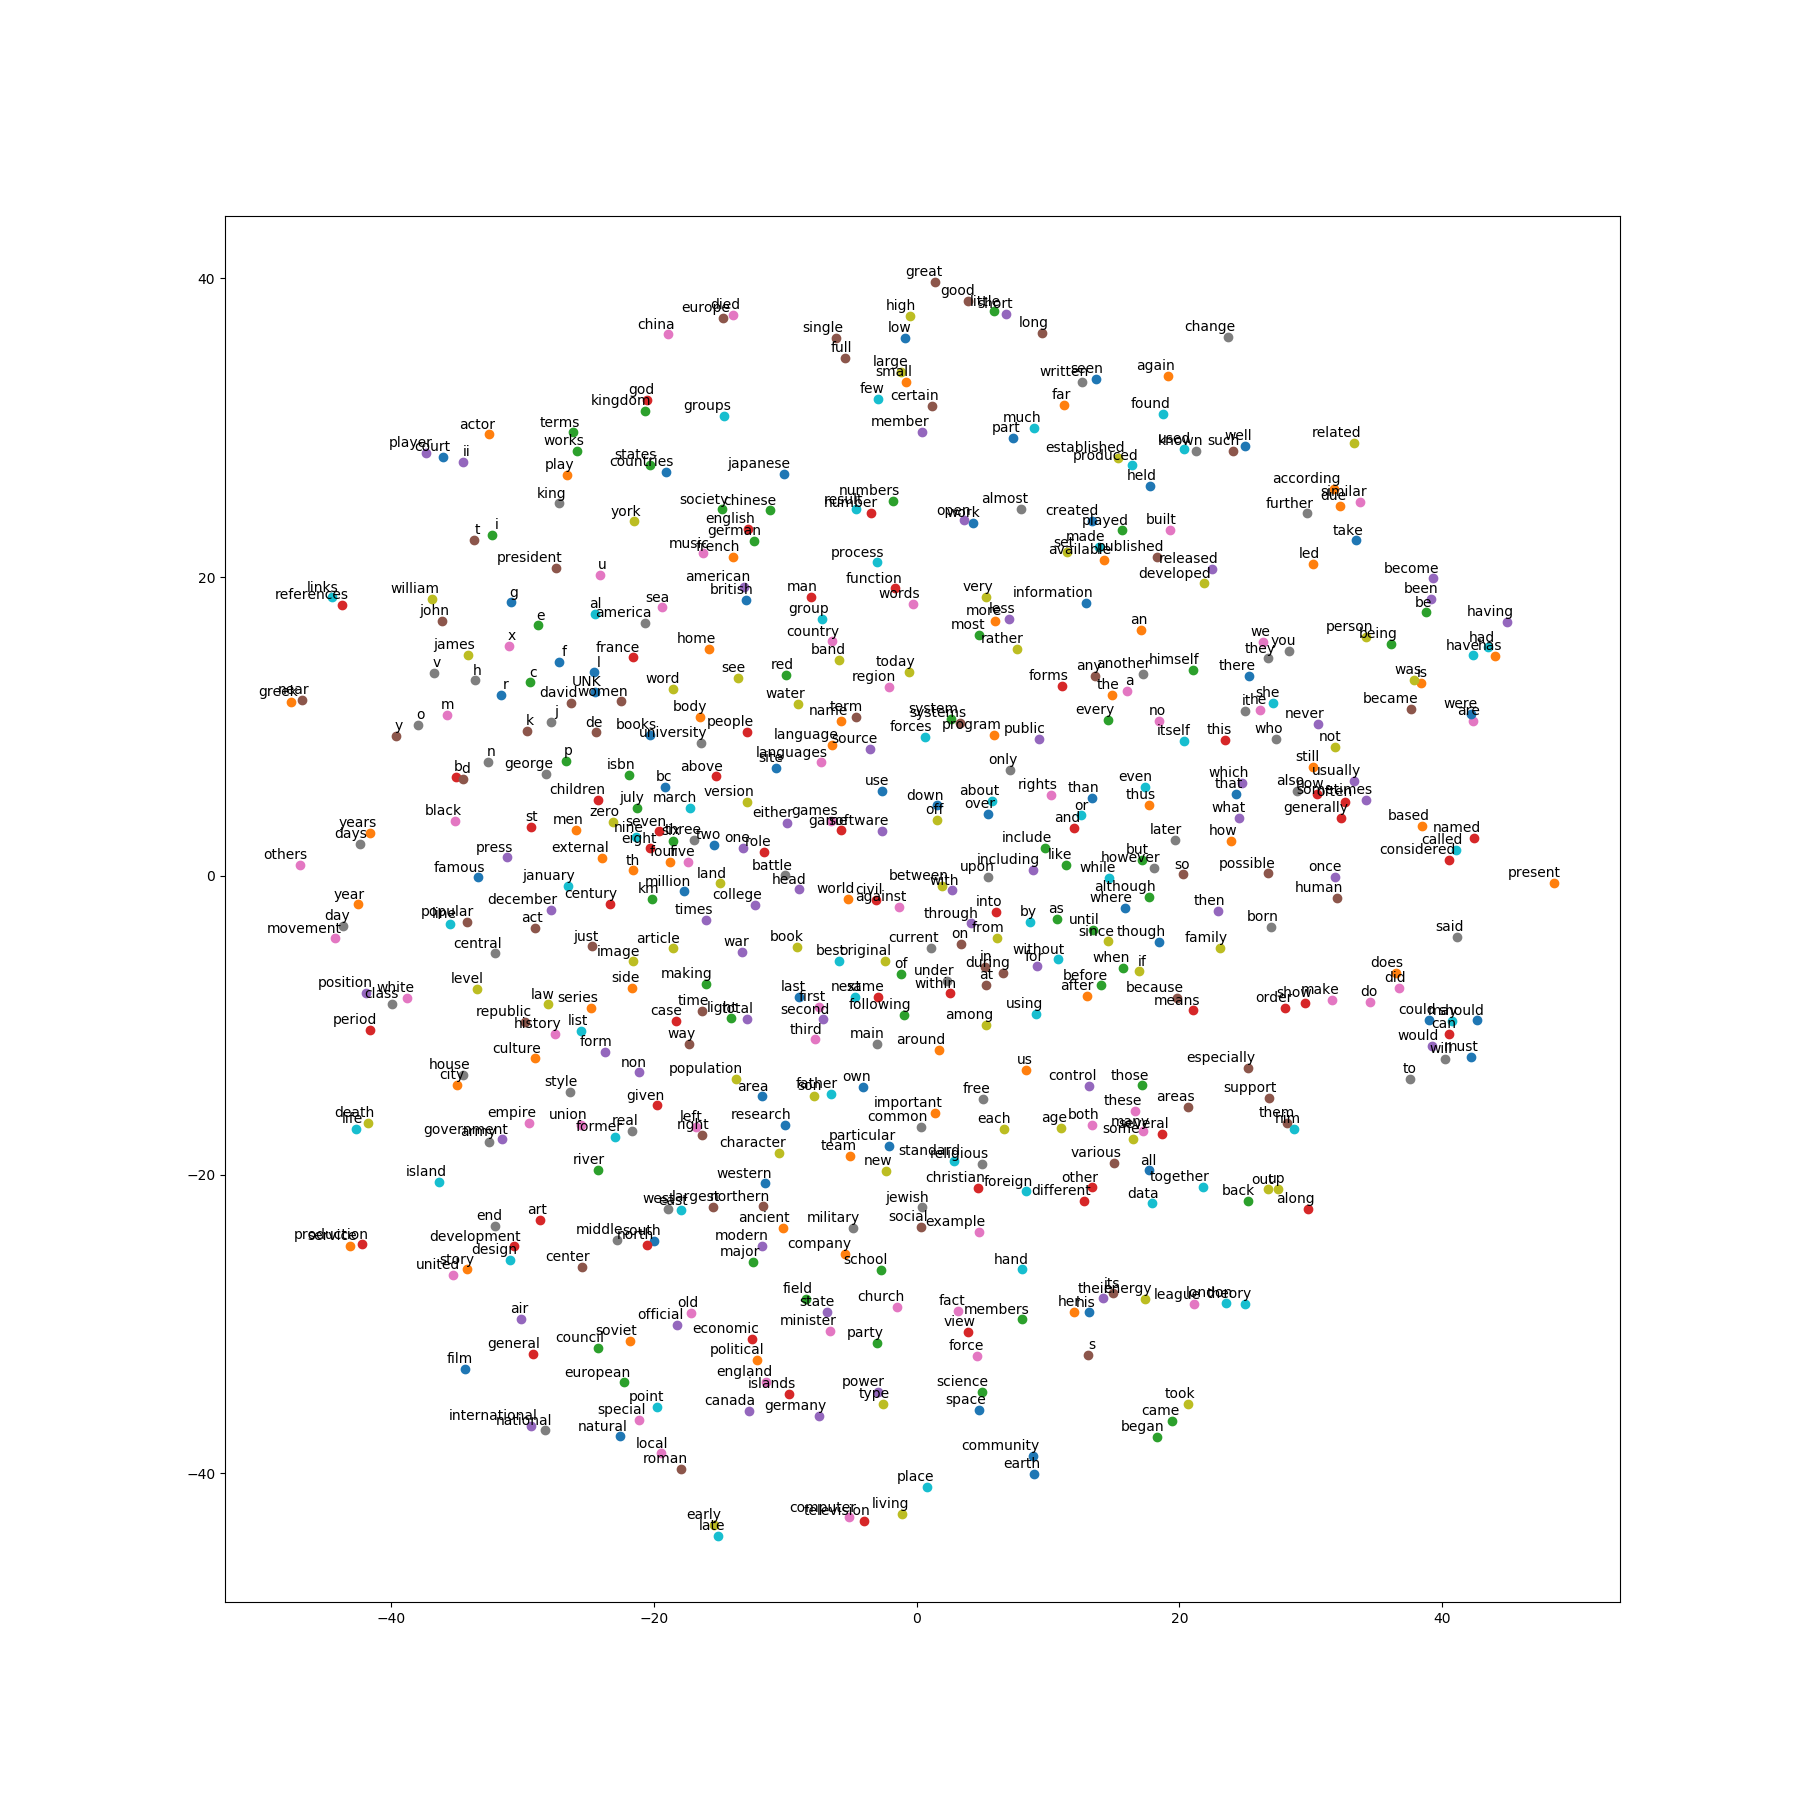 great
good
little
short
died
europe
high
long
china
single
low
change
full
large
again
small
seen
written
few
god
certain
kingdom
groups
found
much
actor
terms
member
part
related
player
court
works
used
well
ii
established
known
such
states
produced
play
countries
japanese
held
according
numbers
similar
king
society
chinese
result
number
almost
due
further
york
english
open
work
created
played
built
t
i
german
made
take
music
french
set
published
available
process
led
president
u
released
become
american
function
developed
links
references
william
british
man
very
information
been
g
al
sea
words
be
john
e
america
group
more
less
having
country
most
an
person
being
x
home
rather
we
had
james
you
have
has
f
france
band
they
v
h
l
see
red
today
any
another
himself
there
was
is
c
UNK
word
region
forms
r
david
women
water
the
a
she
greek
near
it
he
became
were
m
body
name
term
system
every
no
are
y
o
j
k
de
books
people
systems
never
university
language
source
forces
program
public
itself
this
who
not
n
p
languages
george
site
only
still
b
d
isbn
bc
above
even
which
usually
use
rights
than
that
also
now
sometimes
children
version
down
about
thus
often
july
march
off
over
or
what
generally
black
st
zero
either
games
and
based
years
men
nine
seven
game
software
later
how
named
days
eight
six
three
two
one
role
called
others
press
external
four
five
include
but
considered
th
battle
including
like
however
so
possible
once
present
famous
january
km
million
land
head
between
upon
while
world
civil
with
human
year
december
century
college
against
although
where
then
day
popular
line
act
times
into
by
as
until
born
movement
through
said
central
just
article
war
book
on
from
since
though
family
image
best
original
current
in
without
of
during
for
when
if
level
side
making
under
at
before
does
position
class
white
within
after
because
did
law
series
last
first
next
same
means
order
show
make
do
period
republic
time
light
total
second
following
using
could
may
should
history
list
case
among
can
form
way
third
main
around
would
will
must
culture
house
city
non
population
us
especially
to
style
area
son
father
own
free
control
those
support
death
life
given
important
these
areas
empire
union
real
left
research
common
each
age
both
them
him
army
government
former
right
many
several
some
character
team
particular
river
new
standard
religious
various
all
island
western
christian
foreign
other
together
out
up
west
east
largest
northern
different
data
back
along
end
art
ancient
military
jewish
social
example
production
service
development
middle
south
north
modern
company
design
center
major
school
hand
united
story
field
state
church
fact
members
her
his
their
its
energy
league
london
theory
air
old
official
minister
general
council
soviet
economic
party
view
s
film
political
force
european
england
islands
power
science
point
canada
germany
type
space
took
international
national
special
came
natural
began
local
roman
community
earth
place
early
late
computer
television
living
40
20
0
−20
−40
−40
−20
0
20
40